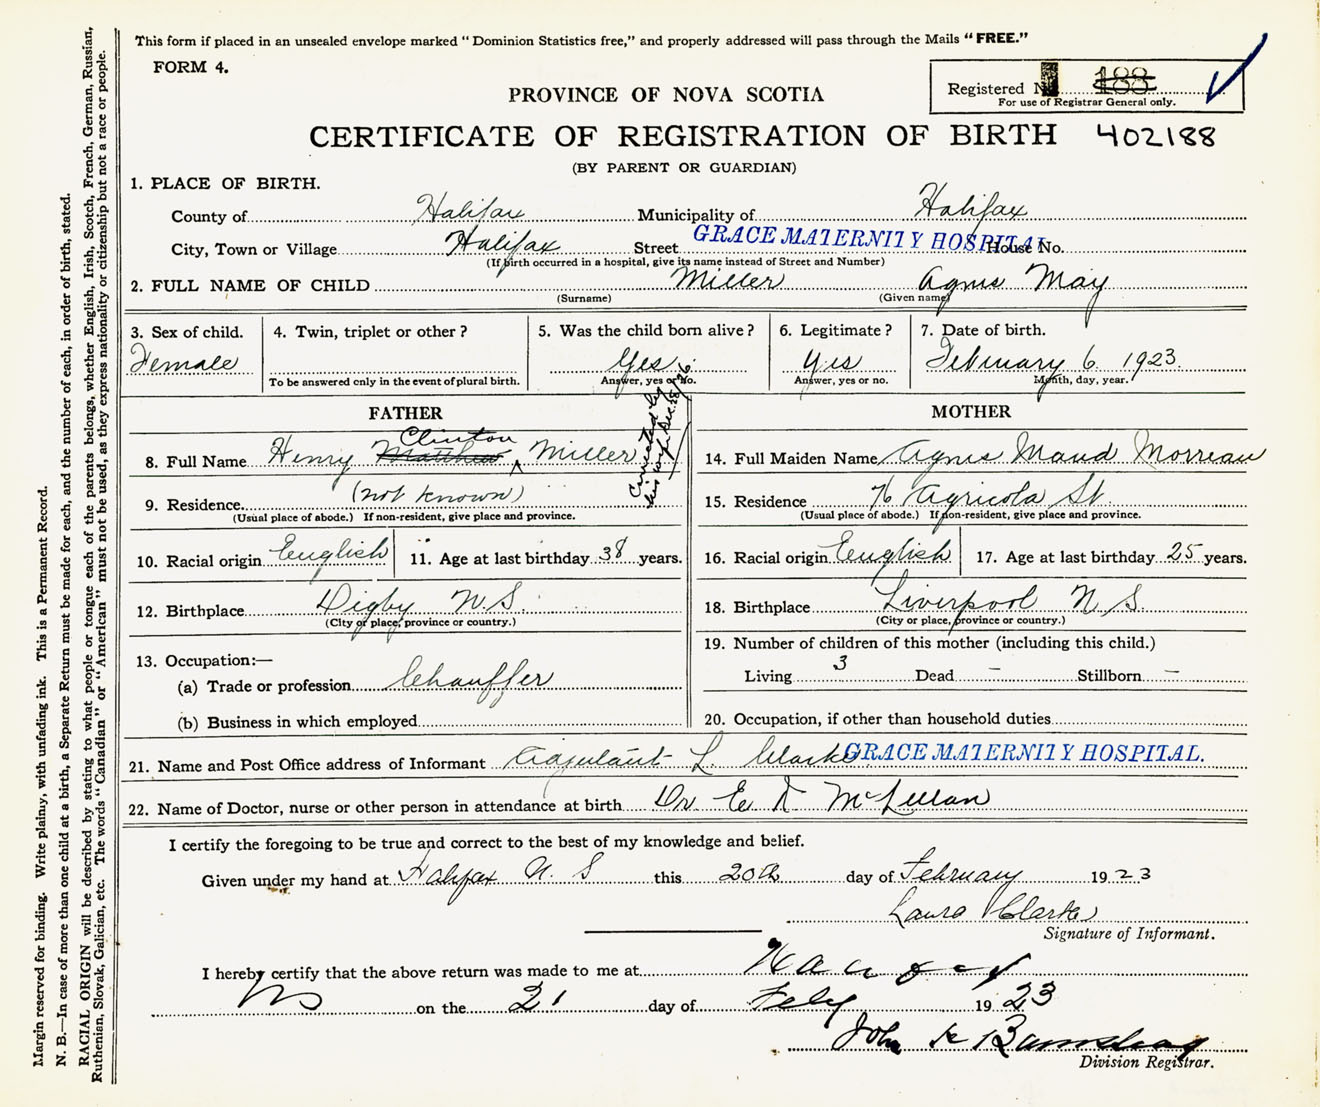 This form if placed in an unsealed envelope marked "Dominion Statistics free," and properly addressed will pass through the Mails "FREE."
FORM 4.
Registered 188
For use of Registrar General only.
PROVINCE OF NOVA SCOTIA
CERTIFICATE OF REGISTRATION OF BIRTH 402188
(BY PARENT OR GUARDIAN)
1. PLACE OF BIRTH.
County of Halifax Municipality of Halifax
City, Town or Village Halifax Street GRACE MATERNITY HOSPITAL House No.
(If birth occurred in a hospital, give its name instead of Street and Number)
2. FULL NAME OF CHILD Miller Agnes May
(Surname) (Given name)
3. Sex of child. 4. Twin, triplet or other? 5. Was the child born alive? 6. Legitimate? 7. Date of birth.
Female Yes Yes February 6. 1923.
To be answered only in the event of plural birth. Answer, yes or no. Answer, yes or no. Month, day, year.
FATHER
Clinton
8. Full Name Henry Matthew Miller
Corrected by
(not known)
9. Residence
(Usual place of abode.) If non-resident, give place and province.
10. Racial origin English 11. Age at last birthday 38 years.
12. Birthplace Digby N.S.
(City or place, province or country.)
13. Occupation:—
(a) Trade or profession Chauffer
(b) Business in which employed
MOTHER
14. Full Maiden Name Agnes Maud Morreau
15. Residence 76 Agricola St.
(Usual place of abode.) If non-resident, give place and province.
16. Racial origin English 17. Age at last birthday 25 years.
18. Birthplace Liverpool N.S.
(City or place, province or country.)
19. Number of children of this mother (including this child.)
Living 3 Dead — Stillborn —
20. Occupation, if other than household duties
21. Name and Post Office address of Informant Adjutant L. Clarke GRACE MATERNITY HOSPITAL.
22. Name of Doctor, nurse or other person in attendance at birth Dr. McLellan
I certify the foregoing to be true and correct to the best of my knowledge and belief.
Given under my hand at Halifax N.S this 20th day of February 1923
Laura Clarke
Signature of Informant.
I hereby certify that the above return was made to me at
NS on the 21 day of Feby 1923
John
Division Registrar.
Margin reserved for binding. Write plainy, with unfading ink. This is a Permanent Record.
N. B.—In case of more than one child at a birth, a Separate Return must be made for each, and the number of each, in order of birth, stated.
RACIAL ORIGIN will be described by stating to what people or tongue each of the parents belongs, whether English, Irish, Scotch, French, German, Russian,
Ruthenian, Slovak, Galician, etc. The words "Canadian" or "American" must not be used, as they express nationality or citizenship but not a race or people.